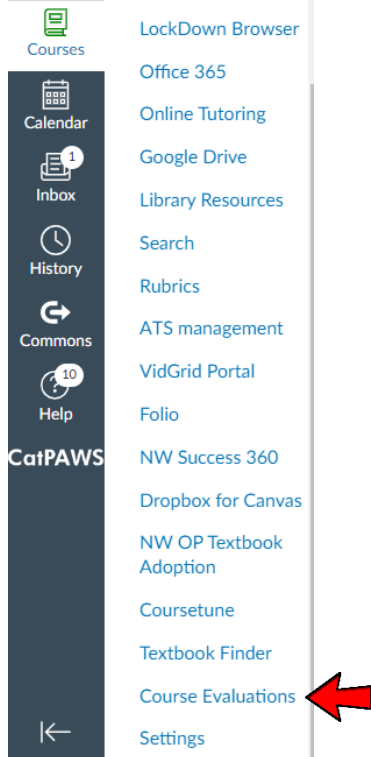 Courses
Calendar
1
Inbox
History
Commons
10
Help
CatPAWS
LockDown Browser
Office 365
Online Tutoring
Google Drive
Library Resources
Search
Rubrics
ATS management
VidGrid Portal
Folio
NW Success 360
Dropbox for Canvas
NW OP Textbook
Adoption
Coursetune
Textbook Finder
Course Evaluations
Settings